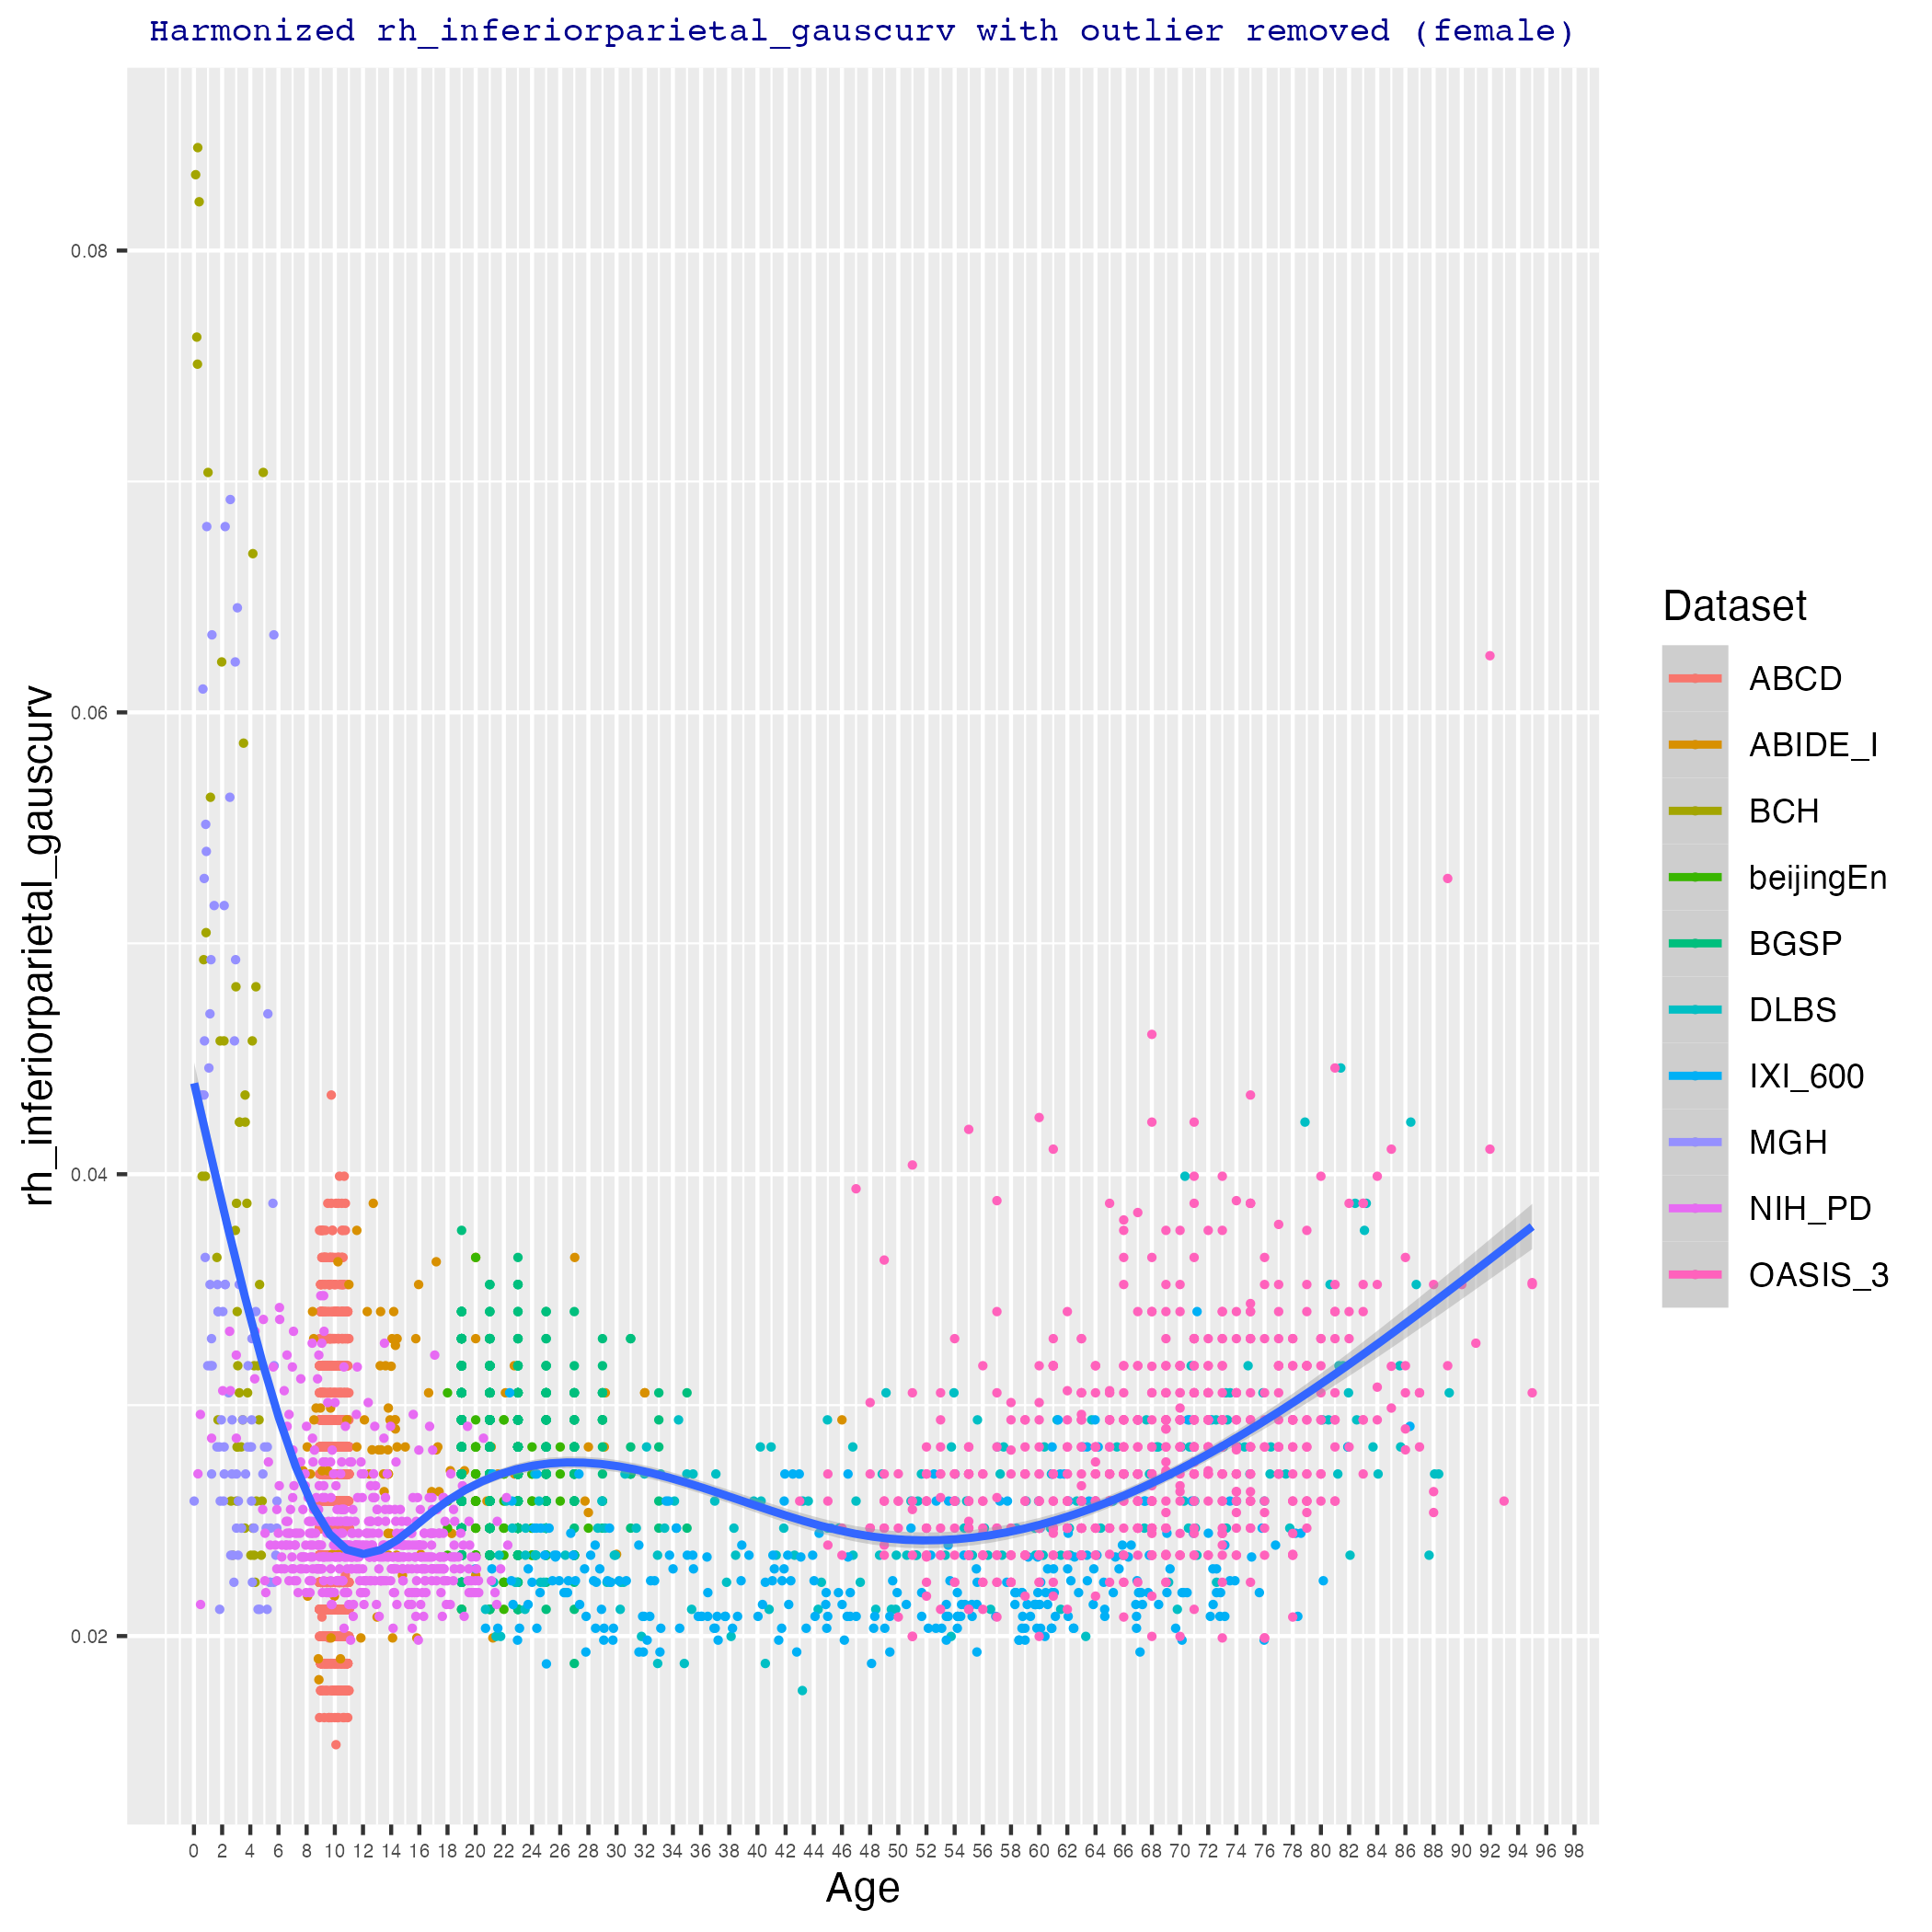 Harmonized rh_inferiorparietal_gauscurv with outlier removed (female)
rh_inferiorparietal_gauscurv
0.08
0.06
0.04
0.02
0 2 4 6 8 10 12 14 16 18 20 22 24 26 28 30 32 34 36 38 40 42 44 46 48 50 52 54 56 58 60 62 64 66 68 70 72 74 76 78 80 82 84 86 88 90 92 94 96 98
Age
Dataset
ABCD
ABIDE_I
BCH
beijingEn
BGSP
DLBS
IXI_600
MGH
NIH_PD
OASIS_3